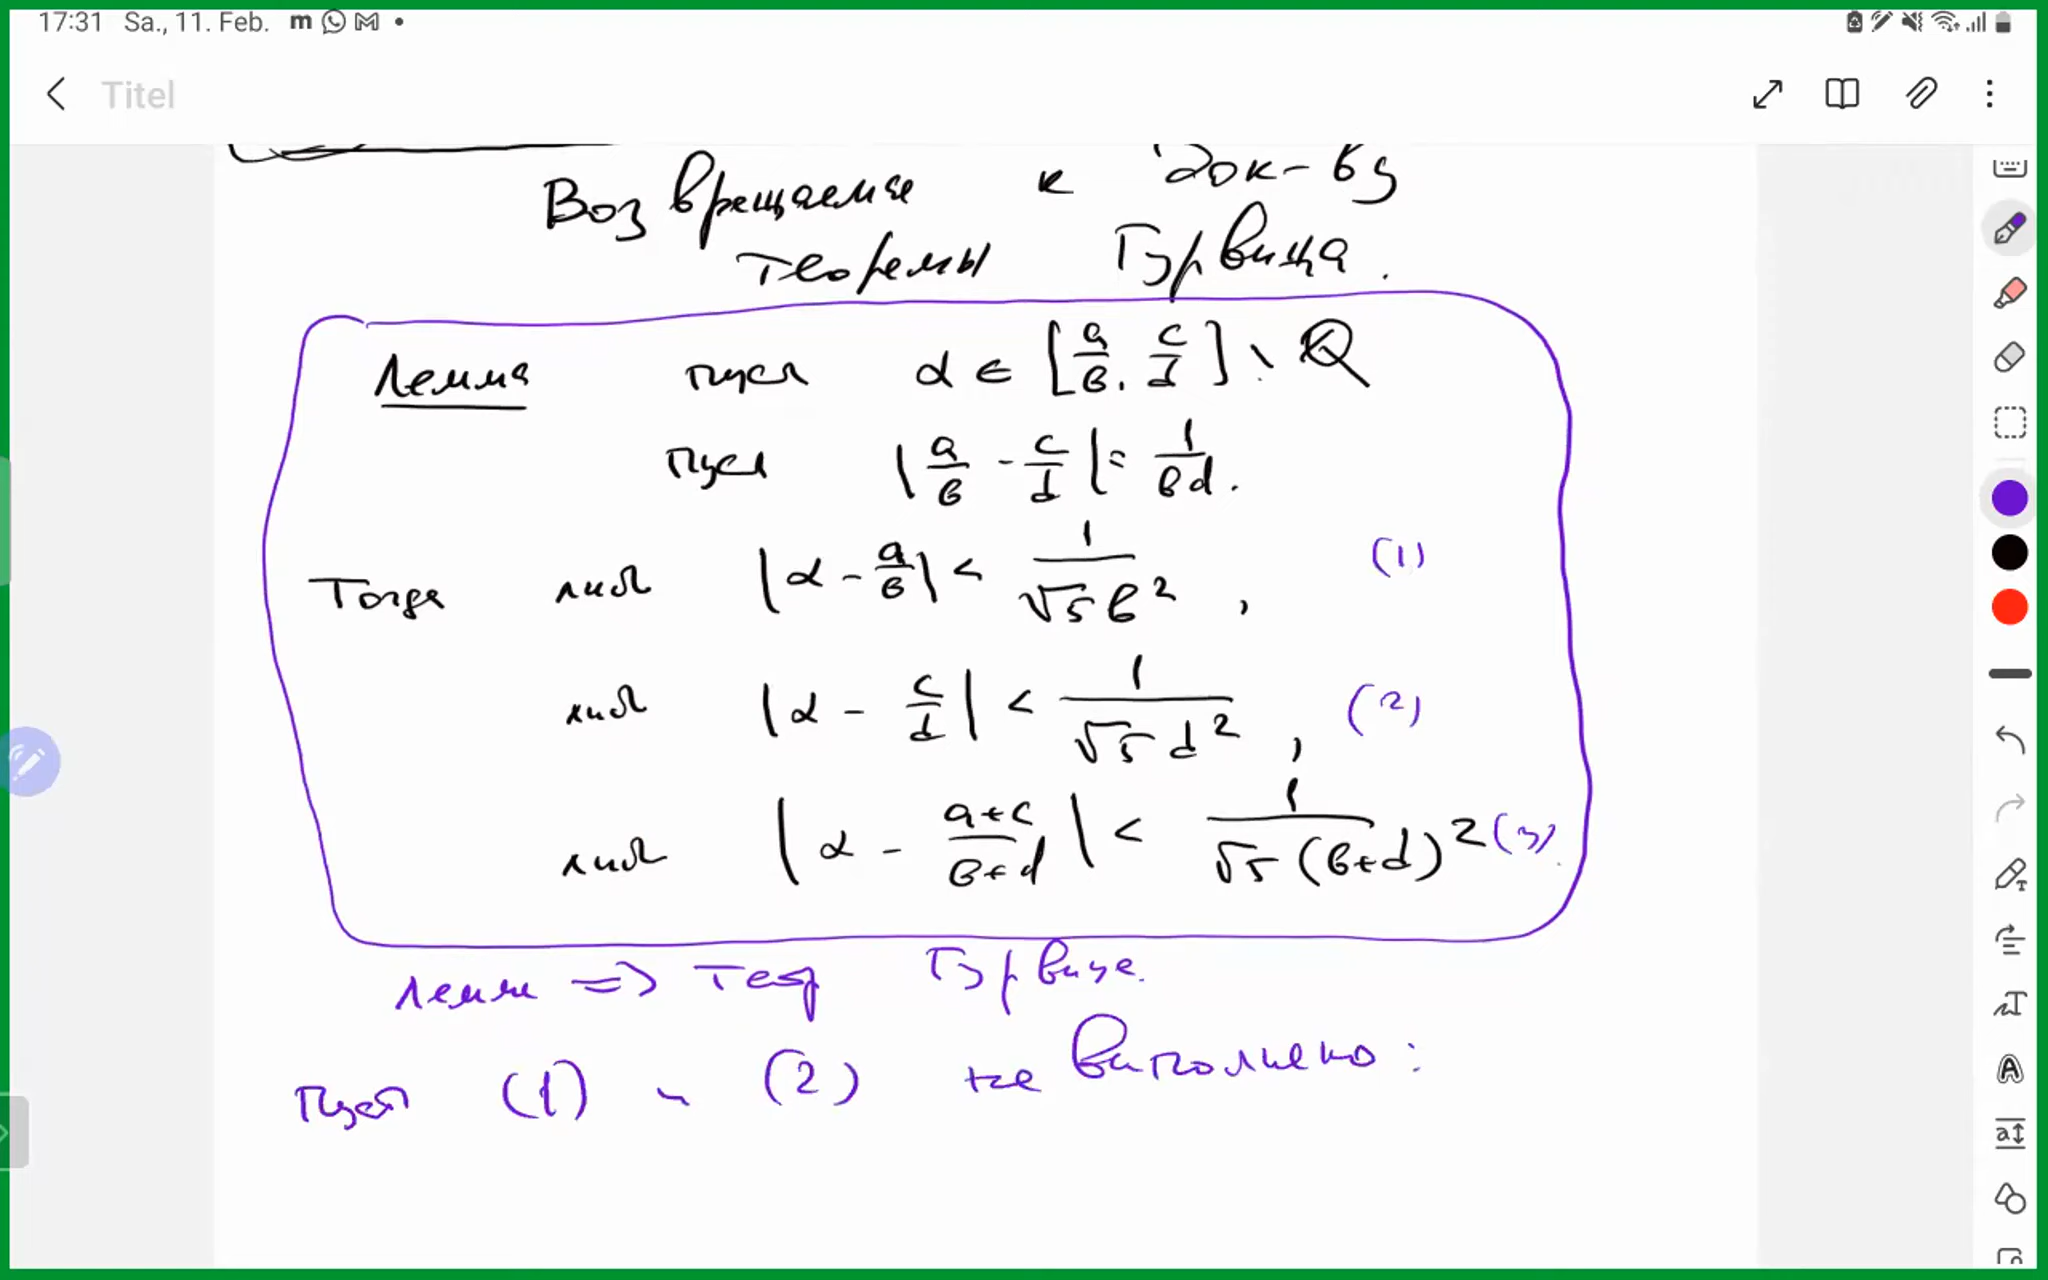 17:31 Sa., 11. Feb.
Titel
Возвращаемся к док-ву
теоремы Гурвица.
Лемма пусть α ∈ [a/b, c/d] \ ℚ
пусть |a/b - c/d| = 1/bd.
Тогда либо |α - a/b| < 1/√5 b², (1)
либо |α - c/d| < 1/√5 d², (2)
либо |α - a+c/b+d| < 1/√5 (b+d)² (3).
Лемма => Теор Гурвица.
Пусть (1) и (2) не выполнено: